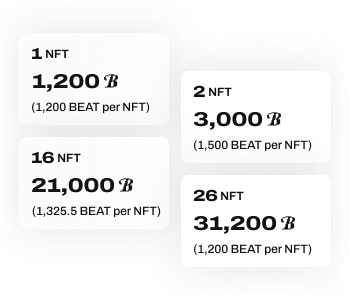 1 NFT
1,200 ℬ
(1,200 BEAT per NFT)
2 NFT
3,000 ℬ
(1,500 BEAT per NFT)
16 NFT
21,000 ℬ
(1,325.5 BEAT per NFT)
26 NFT
31,200 ℬ
(1,200 BEAT per NFT)